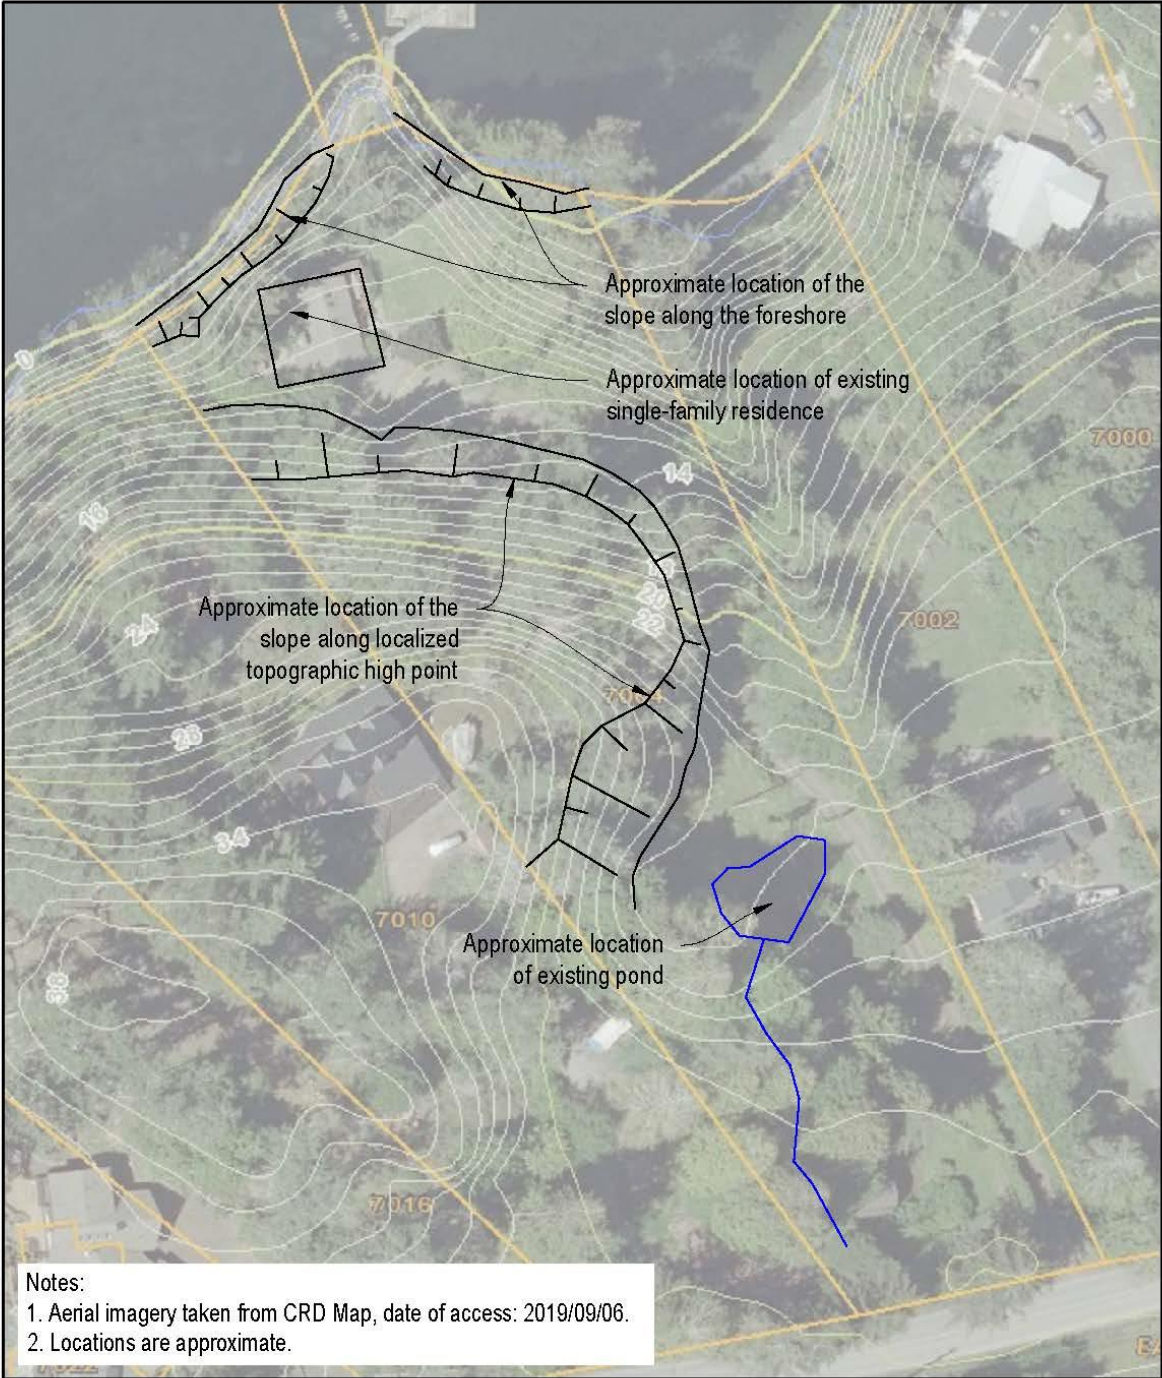 0
Approximate location of the
slope along the foreshore
Approximate location of existing
single-family residence
7000
14
18
Approximate location of the
slope along localized
topographic high point
24
22
7002
28
34
7010
Approximate location
of existing pond
38
7016
Notes:
1. Aerial imagery taken from CRD Map, date of access: 2019/09/06.
2. Locations are approximate.